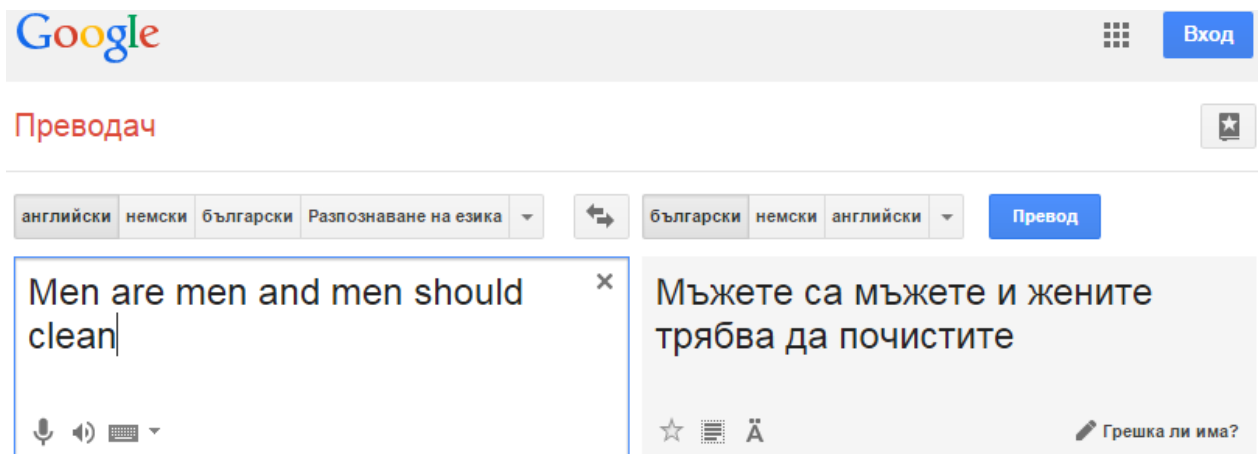 Google
Вход
Преводач
английски немски български Разпознаване на езика
български немски английски Превод
Men are men and men should
clean
Мъжете са мъжете и жените
трябва да почистите
Ä
Грешка ли има?